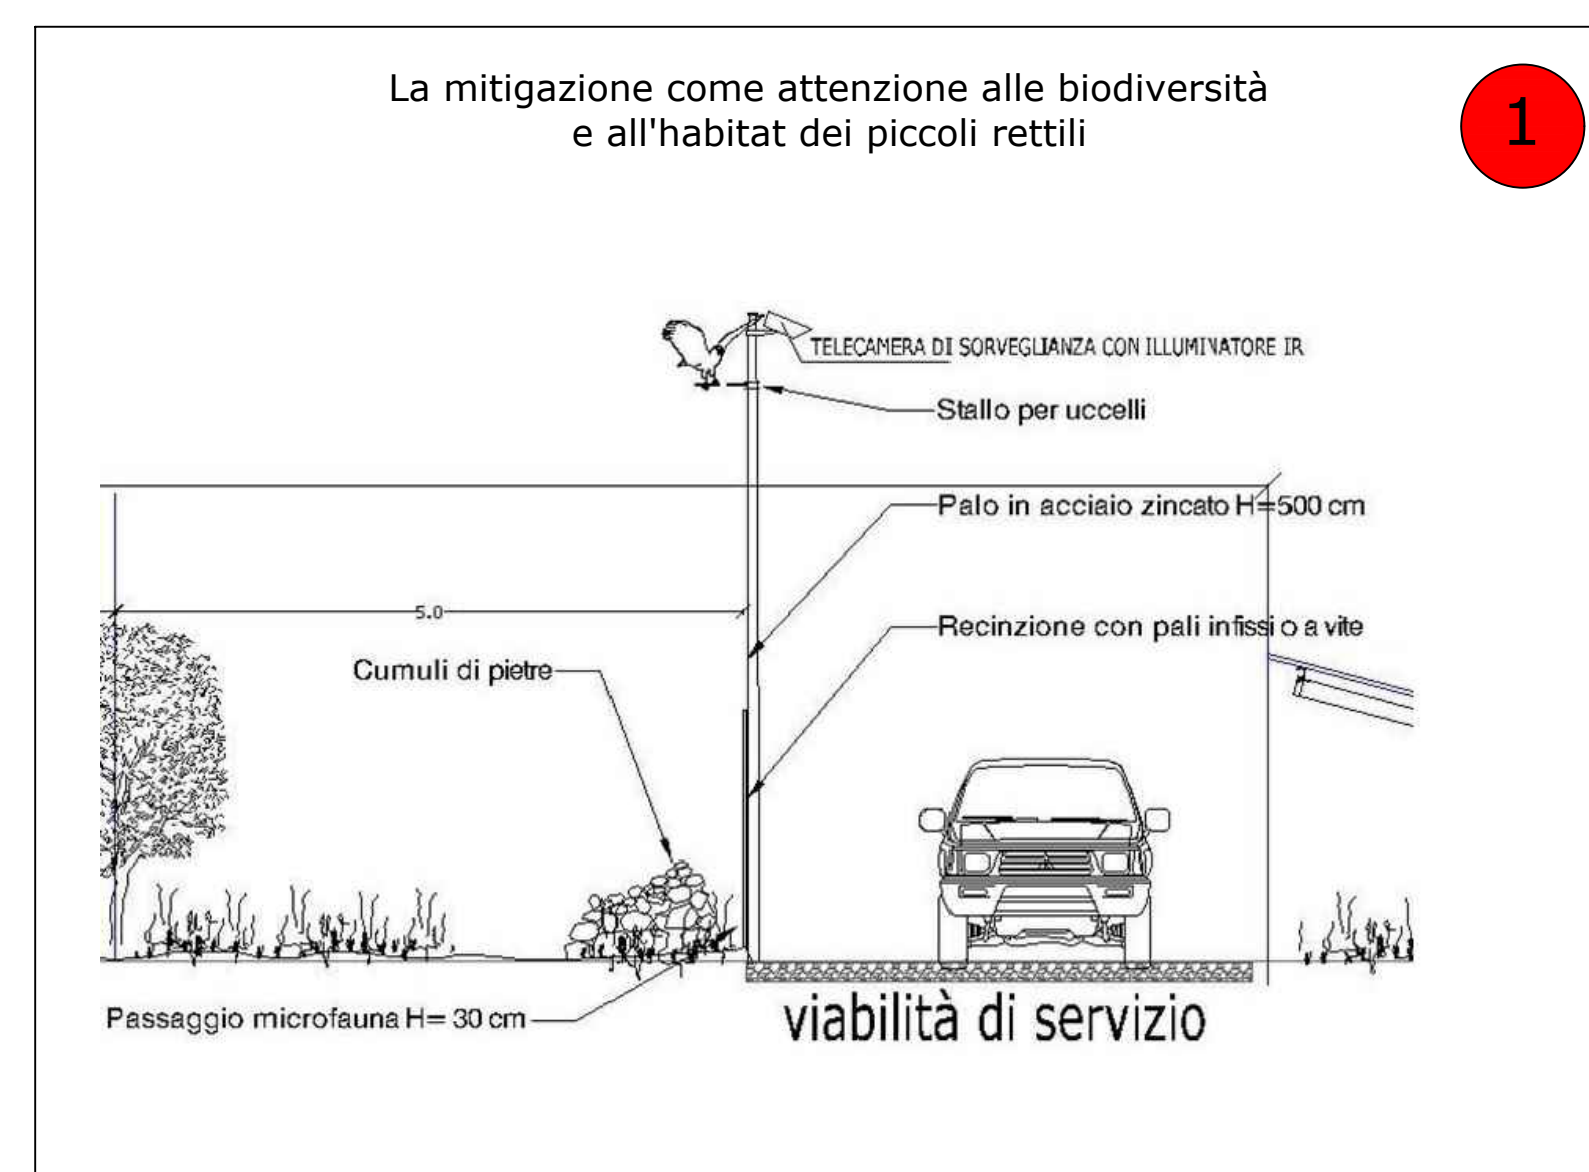 La mitigazione come attenzione alle biodiversità
e all'habitat dei piccoli rettili
1
TELECAMERA DI SORVEGLIANZA CON ILLUMINATORE IR
Stallo per uccelli
Palo in acciaio zincato H=500 cm
5.0
Recinzione con pali infissi o a vite
Cumuli di pietre
Passaggio microfauna H= 30 cm
viabilità di servizio